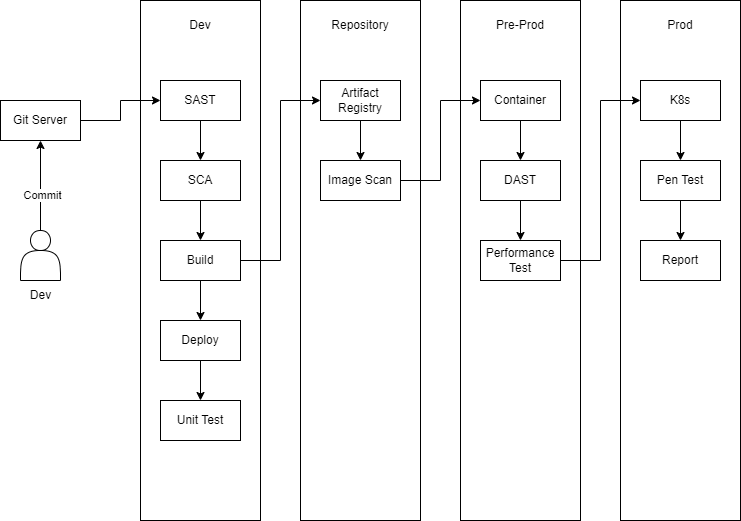 Dev
Repository
Pre-Prod
Prod
Git Server
Commit
Dev
SAST
SCA
Build
Deploy
Unit Test
Artifact
Registry
Image Scan
Container
DAST
Performance
Test
K8s
Pen Test
Report